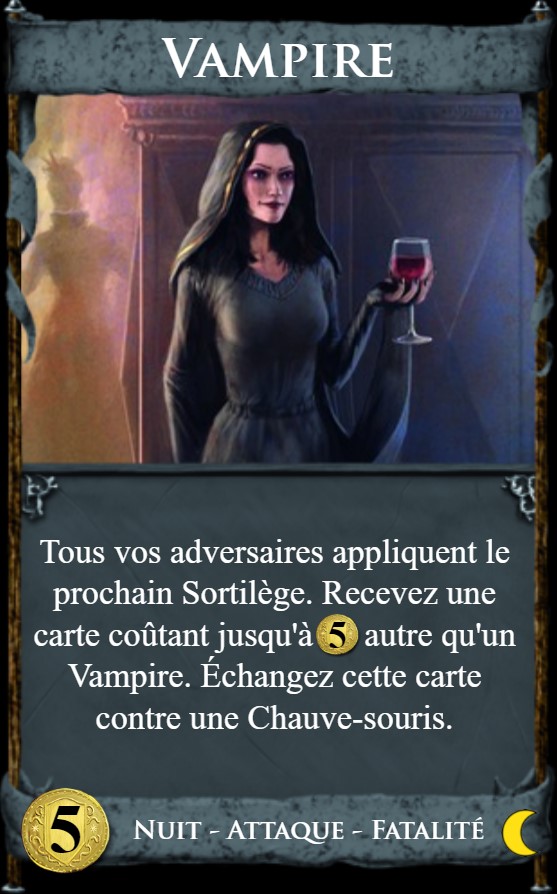 Vampire
Tous vos adversaires appliquent le
prochain Sortilège. Recevez une
carte coûtant jusqu'à 5 autre qu'un
Vampire. Échangez cette carte
contre une Chauve-souris.
5 Nuit - Attaque - Fatalité